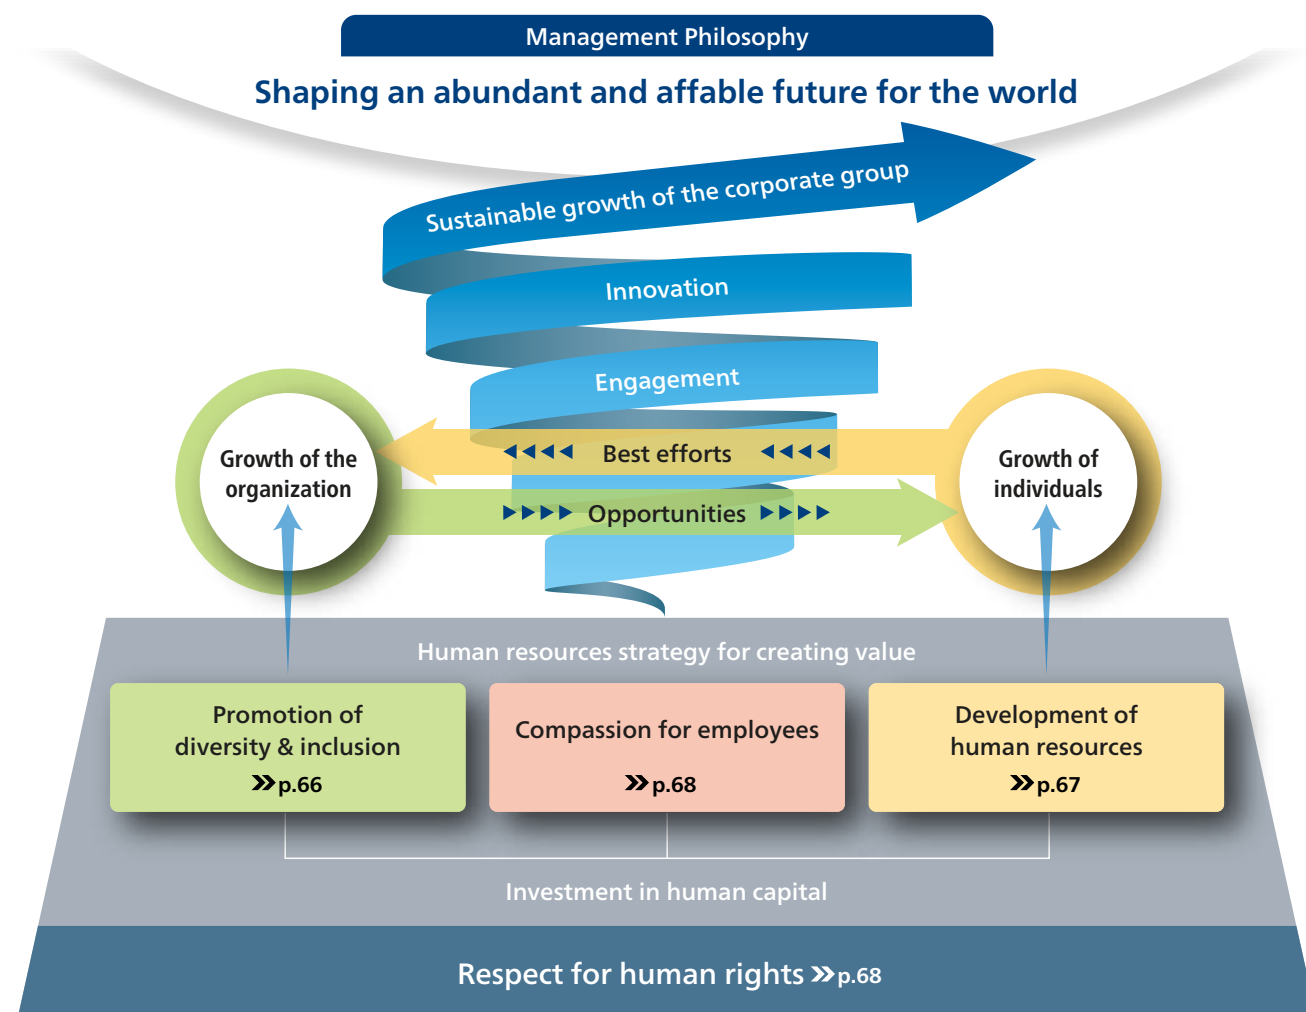 Management Philosophy
Shaping an abundant and affable future for the world
Sustainable growth of the corporate group
Innovation
Engagement
Growth of the
organization
Best efforts
Opportunities
Growth of
individuals
Human resources strategy for creating value
Promotion of
diversity & inclusion
p.66
Compassion for employees
p.68
Development of
human resources
p.67
Investment in human capital
Respect for human rights p.68